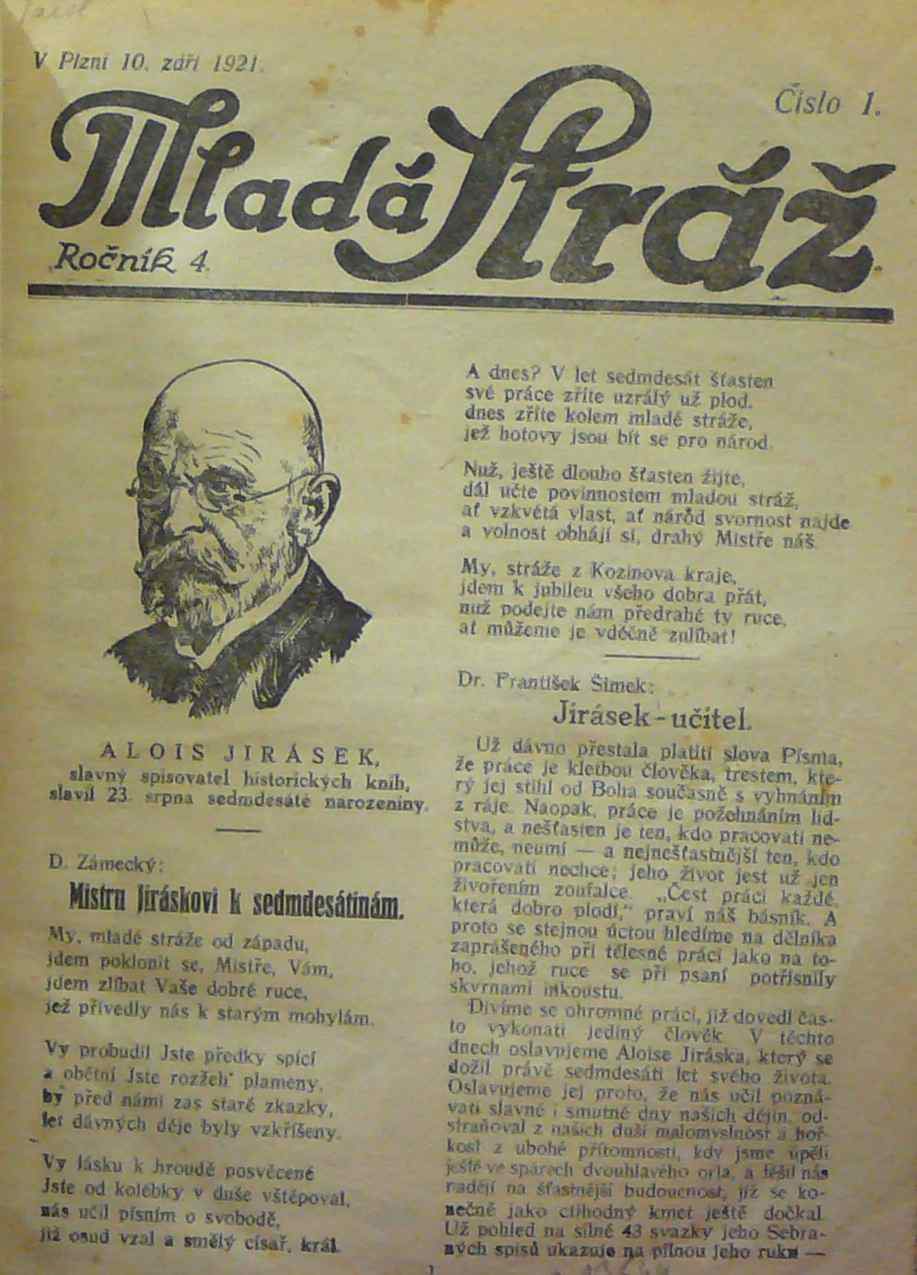 V Plzni 10. září 1921.
Číslo 1.
Mladá Stráž
Ročník 4.
ALOIS JIRÁSEK,
slavný spisovatel historických knih,
slavil 23. srpna sedmdesáté narozeniny.
D. Zámecký:
Mistru Jiráskovi k sedmdesátinám.
My, mladé stráže od západu,
jdem poklonit se, Mistře, Vám,
jdem zlíbat Vaše dobré ruce,
jež přivedly nás k starým mohylám.
Vy probudil Jste předky spící
a obětní Jste rozžeh' plameny,
by před námi zas staré zkazky,
let dávných děje byly vzkříšeny.
Vy lásku k hroudě posvěcené
Jste od kolébky v duše vštěpoval,
nás učil písním o svobodě,
již osud vzal a smělý císař, král.
A dnes? V let sedmdesát šťasten
své práce zříte uzrálý už plod,
dnes zříte kolem mladé stráže,
jež hotovy jsou bít se pro národ.
Nuž, ještě dlouho šťasten žijte,
dál učte povinnostem mladou stráž,
ať vzkvétá vlast, ať národ svornost najde
a volnost obhájí si, drahý Mistře náš.
My, stráže z Kozinova kraje,
jdem k jubileu všeho dobra přát,
nuž podejte nám předrahé ty ruce,
ať můžeme je vděčně zulíbat!
Dr. František Šimek:
Jirásek - učitel.
Už dávno přestala platiti slova Písma,
že práce je kletbou člověka, trestem, kte-
rý jej stihl od Boha současně s vyhnáním
z ráje. Naopak, práce je požehnáním lid-
stva, a nešťasten je ten, kdo pracovati ne-
může, neumí — a nejnešťastnější ten, kdo
pracovati nechce; jeho život jest už jen
živořením zoufalce. „Čest práci každé,
která dobro plodí,“ praví náš básník. A
proto se stejnou úctou hledíme na dělníka
zaprášeného při tělesné práci jako na to-
ho, jehož ruce se při psaní potřísnily
skvrnami inkoustu.
Divíme se ohromné práci, již dovedl čas-
to vykonati jediný člověk. V těchto
dnech oslavujeme Aloise Jiráska, který se
dožil právě sedmdesáti let svého života.
Oslavujeme jej proto, že nás učil pozná-
vati slavné i smutné dny našich dějin, od-
straňoval z našich duší malomyslnost a hoř-
kost z ubohé přítomnosti, kdy jsme úpěli
ještě ve spárech dvouhlavého orla, a těšil nás
nadějí na šťastnější budoucnost, jíž se ko-
nečně jako ctihodný kmet ještě dočkal.
Už pohled na silné 43 svazky jeho Sebra-
ných spisů ukazuje na pilnou jeho ruku —
1